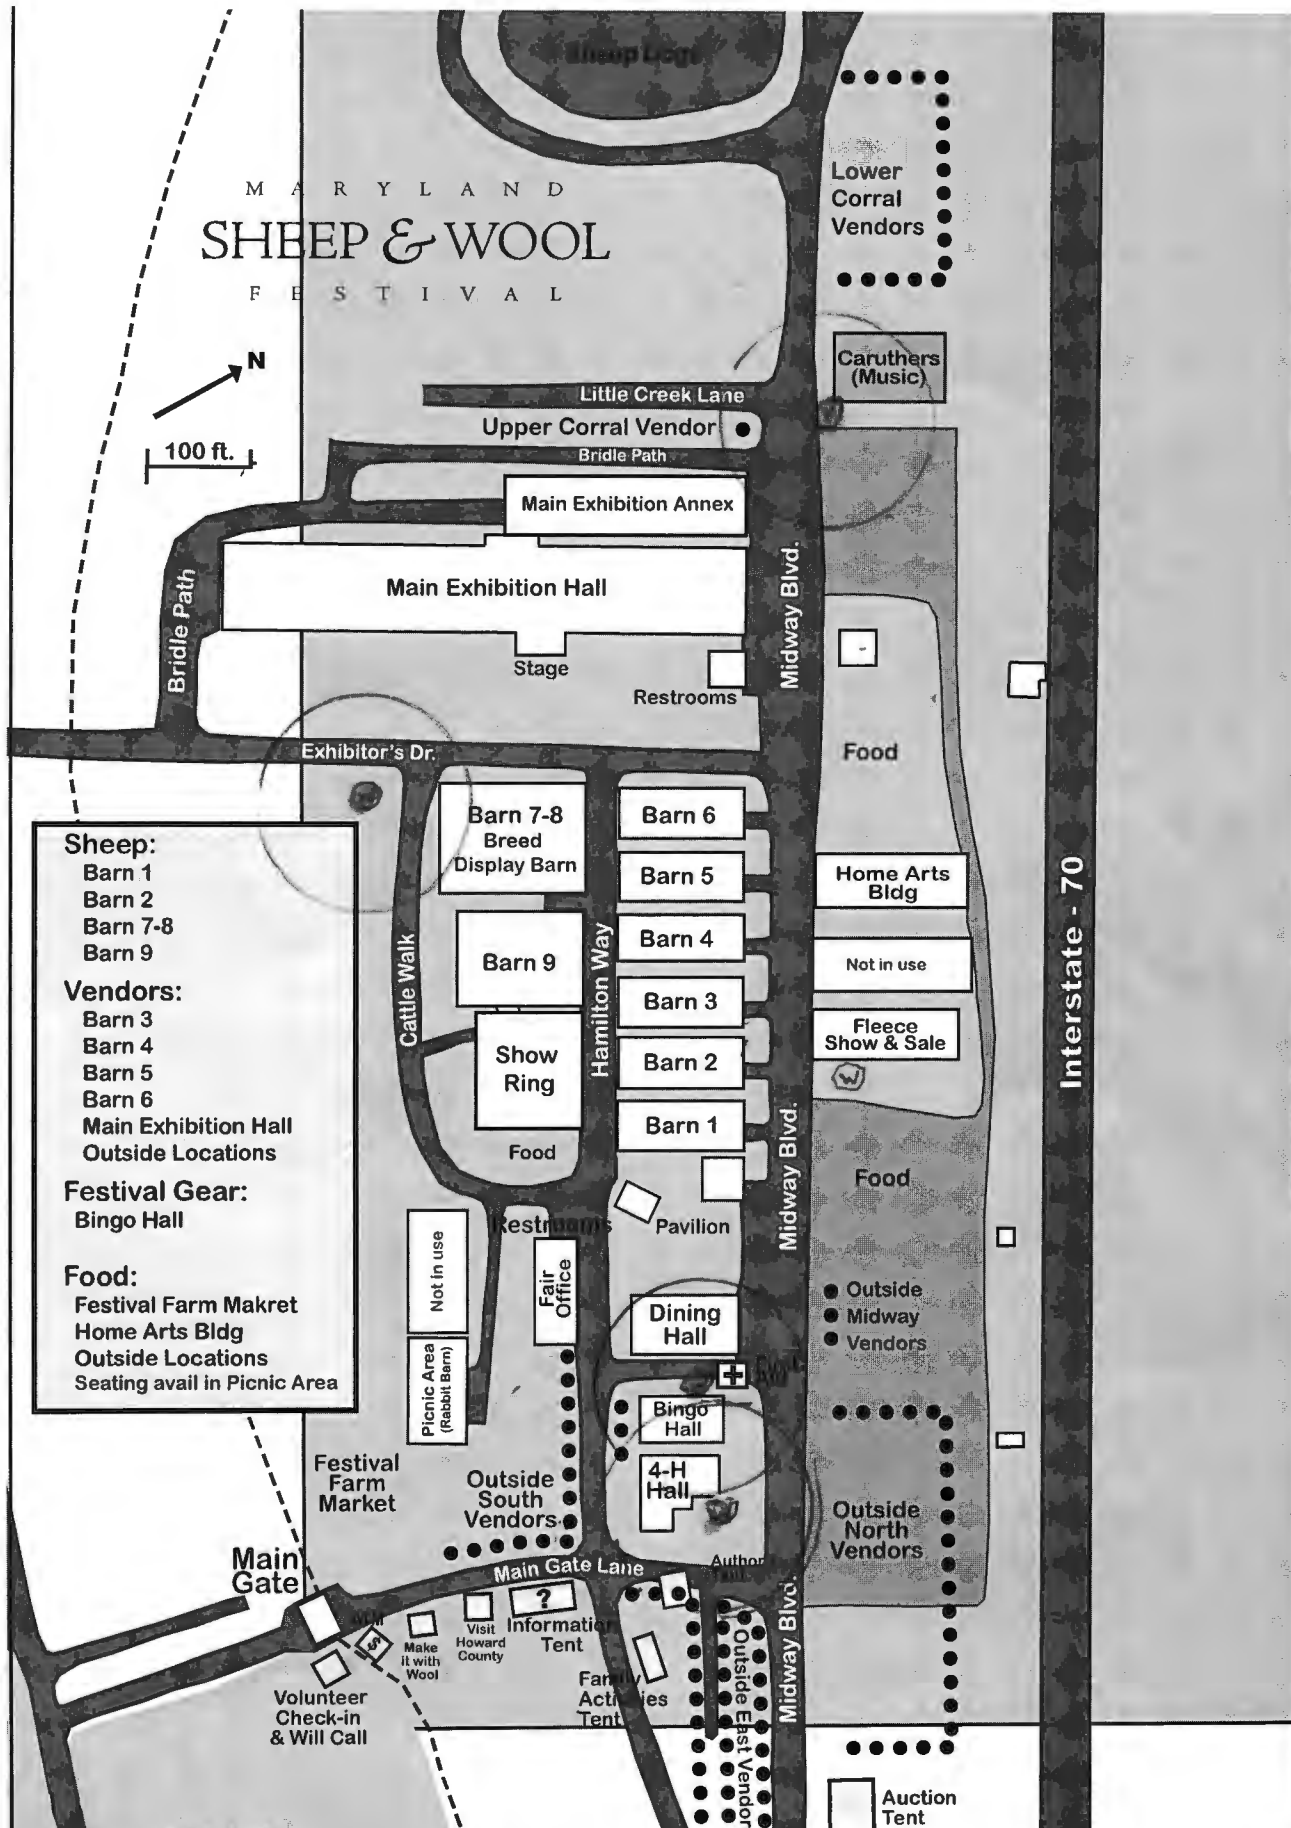 Sheep Dogs
MARYLAND
SHEEP & WOOL
FESTIVAL
N
100 ft.
Lower
Corral
Vendors
Caruthers
(Music)
Little Creek Lane
Upper Corral Vendor
Bridle Path
Main Exhibition Annex
Main Exhibition Hall
Stage
Restrooms
Bridle Path
Midway Blvd.
Food
Exhibitor's Dr.
Barn 7-8
Breed
Display Barn
Barn 6
Barn 5
Barn 4
Barn 3
Barn 2
Barn 1
Barn 9
Show
Ring
Food
Cattle Walk
Hamilton Way
Home Arts
Bldg
Not in use
Fleece
Show & Sale
W
Interstate - 70
Sheep:
Barn 1
Barn 2
Barn 7-8
Barn 9
Vendors:
Barn 3
Barn 4
Barn 5
Barn 6
Main Exhibition Hall
Outside Locations
Festival Gear:
Bingo Hall
Food:
Festival Farm Makret
Home Arts Bldg
Outside Locations
Seating avail in Picnic Area
Midway Blvd.
Food
Pavilion
Restrooms
Not in use
Fair
Office
Picnic Area
(Rabbit Barn)
Dining
Hall
Outside
Midway
Vendors
Bingo
Hall
4-H
Hall
Festival
Farm
Market
Outside
South
Vendors
Outside
North
Vendors
Main
Gate
Main Gate Lane
Author
$
Make
it with
Wool
Visit
Howard
County
?
Information
Tent
Volunteer
Check-in
& Will Call
Family
Activities
Tent
Outside East Vendor
Midway Blvd.
Auction
Tent